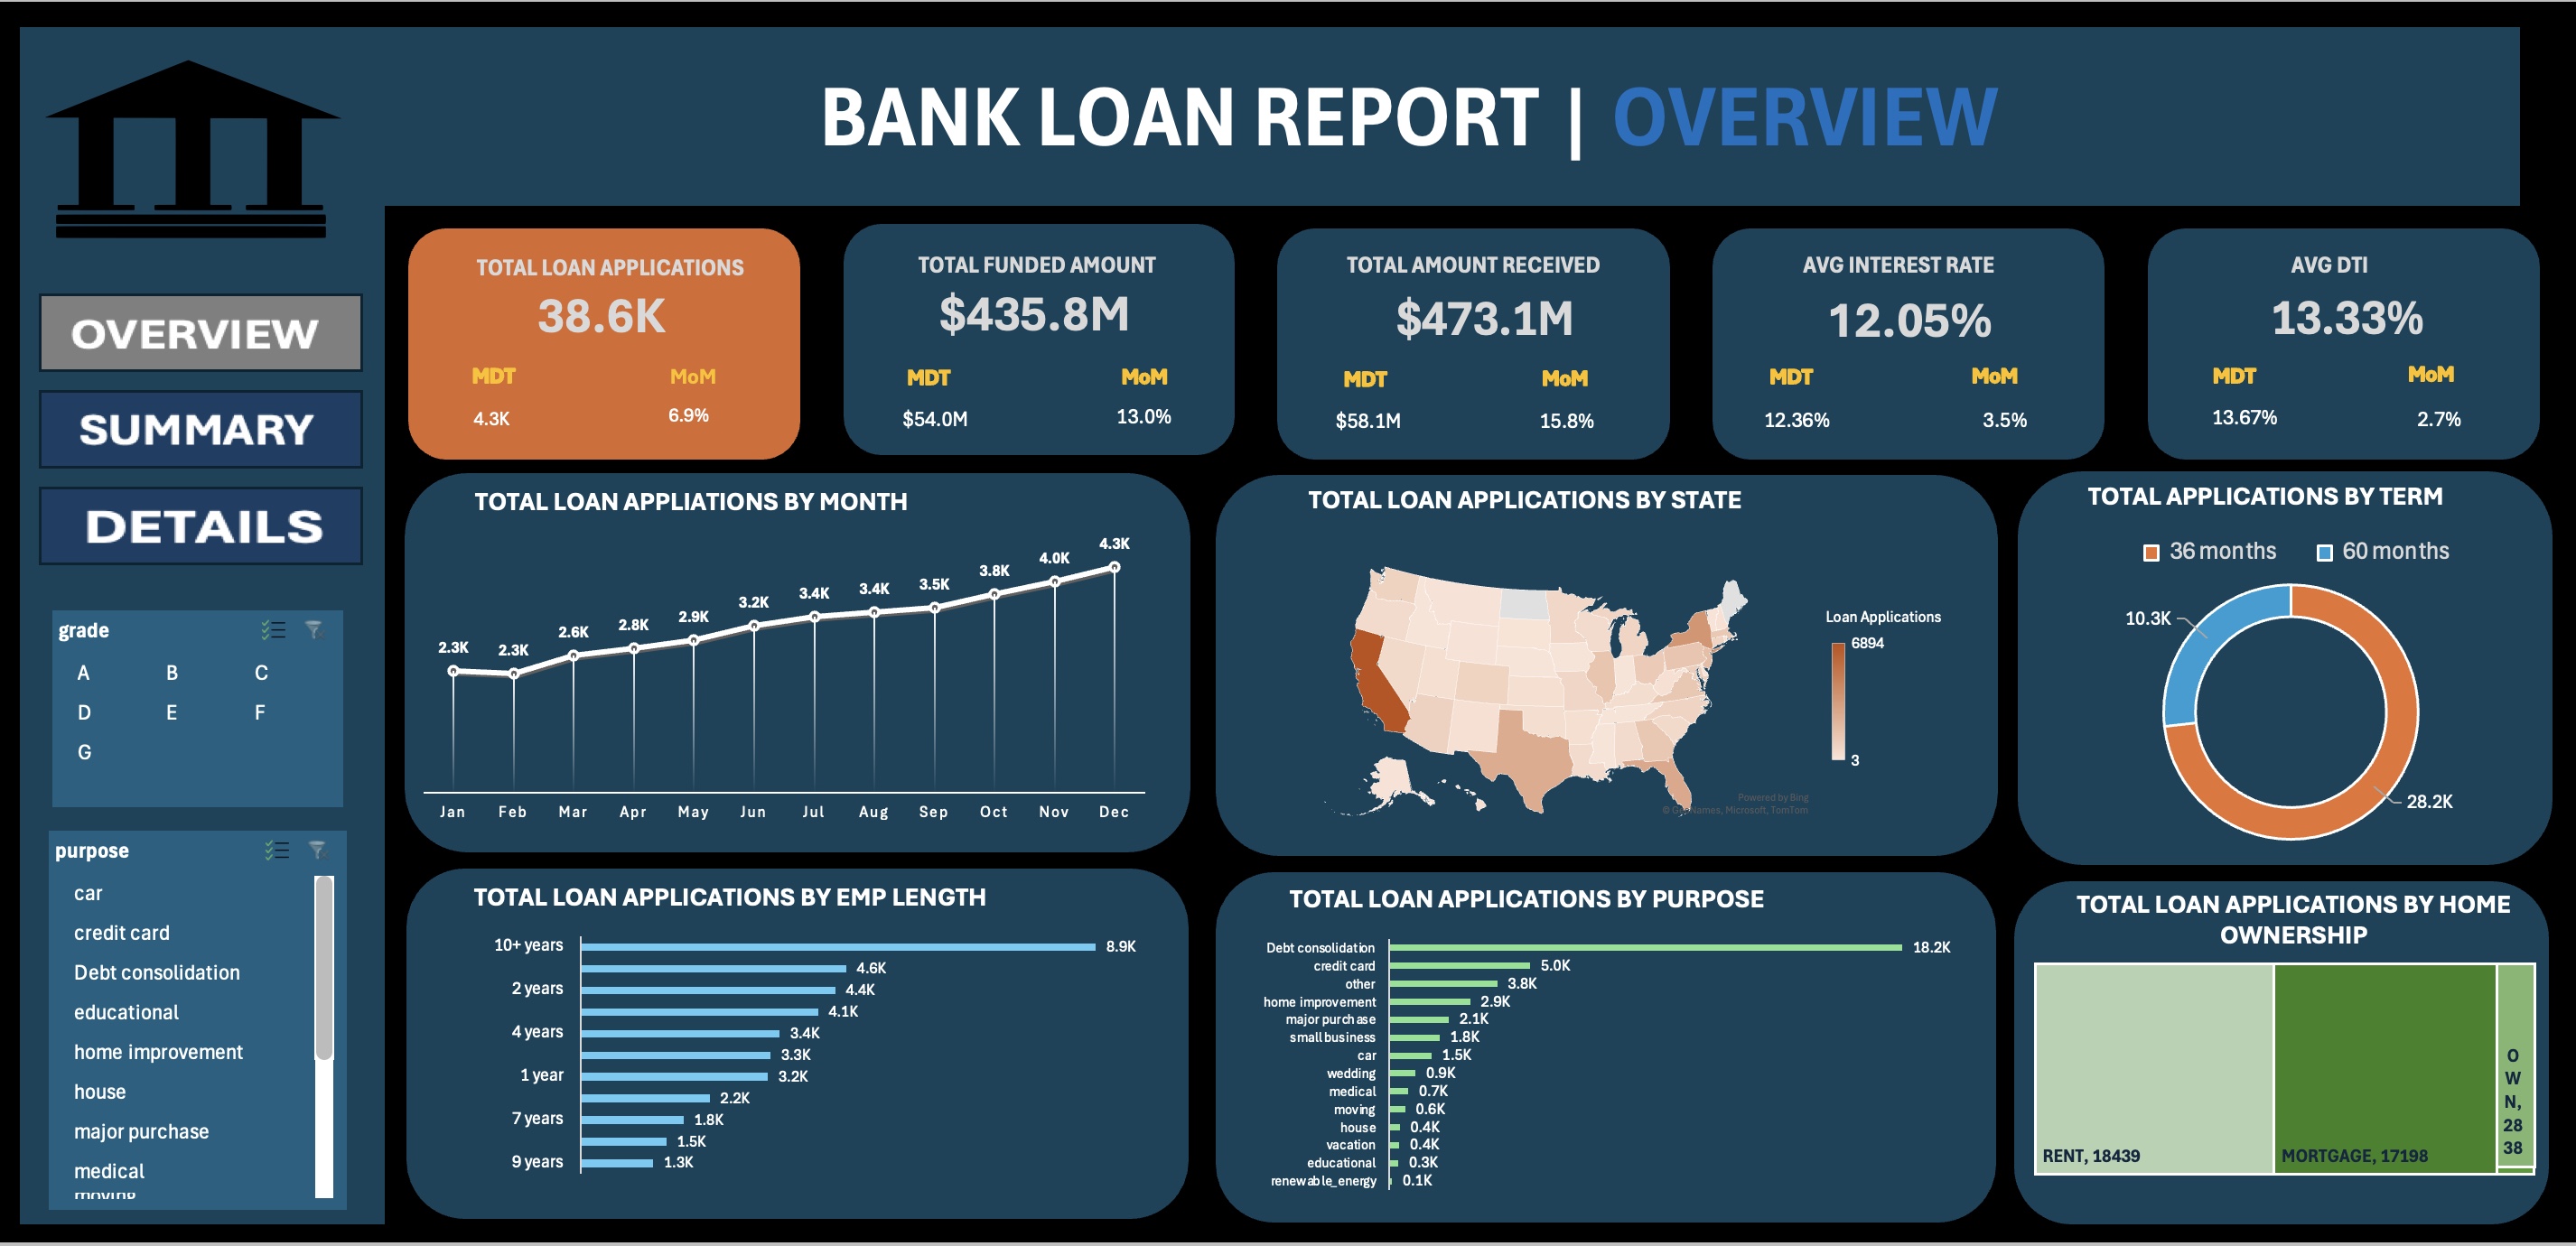 BANK LOAN REPORT | OVERVIEW
OVERVIEW
SUMMARY
DETAILS
grade
A B C
D E F
G
purpose
car
credit card
Debt consolidation
educational
home improvement
house
major purchase
medical
moving
TOTAL LOAN APPLICATIONS
38.6K
MDT MoM
4.3K 6.9%
TOTAL FUNDED AMOUNT
$435.8M
MDT MoM
$54.0M 13.0%
TOTAL AMOUNT RECEIVED
$473.1M
MDT MoM
$58.1M 15.8%
AVG INTEREST RATE
12.05%
MDT MoM
12.36% 3.5%
AVG DTI
13.33%
MDT MoM
13.67% 2.7%
TOTAL LOAN APPLIATIONS BY MONTH
2.3K 2.3K 2.6K 2.8K 2.9K 3.2K 3.4K 3.4K 3.5K 3.8K 4.0K 4.3K
Jan Feb Mar Apr May Jun Jul Aug Sep Oct Nov Dec
TOTAL LOAN APPLICATIONS BY STATE
Loan Applications
6894
3
Powered by Bing
© GeoNames, Microsoft, TomTom
TOTAL APPLICATIONS BY TERM
36 months 60 months
10.3K
28.2K
TOTAL LOAN APPLICATIONS BY EMP LENGTH
10+ years 8.9K
4.6K
2 years 4.4K
4.1K
4 years 3.4K
3.3K
1 year 3.2K
2.2K
7 years 1.8K
1.5K
9 years 1.3K
TOTAL LOAN APPLICATIONS BY PURPOSE
Debt consolidation 18.2K
credit card 5.0K
other 3.8K
home improvement 2.9K
major purchase 2.1K
small business 1.8K
car 1.5K
wedding 0.9K
medical 0.7K
moving 0.6K
house 0.4K
vacation 0.4K
educational 0.3K
renewable_energy 0.1K
TOTAL LOAN APPLICATIONS BY HOME
OWNERSHIP
RENT, 18439
MORTGAGE, 17198
O
W
N,
28
38